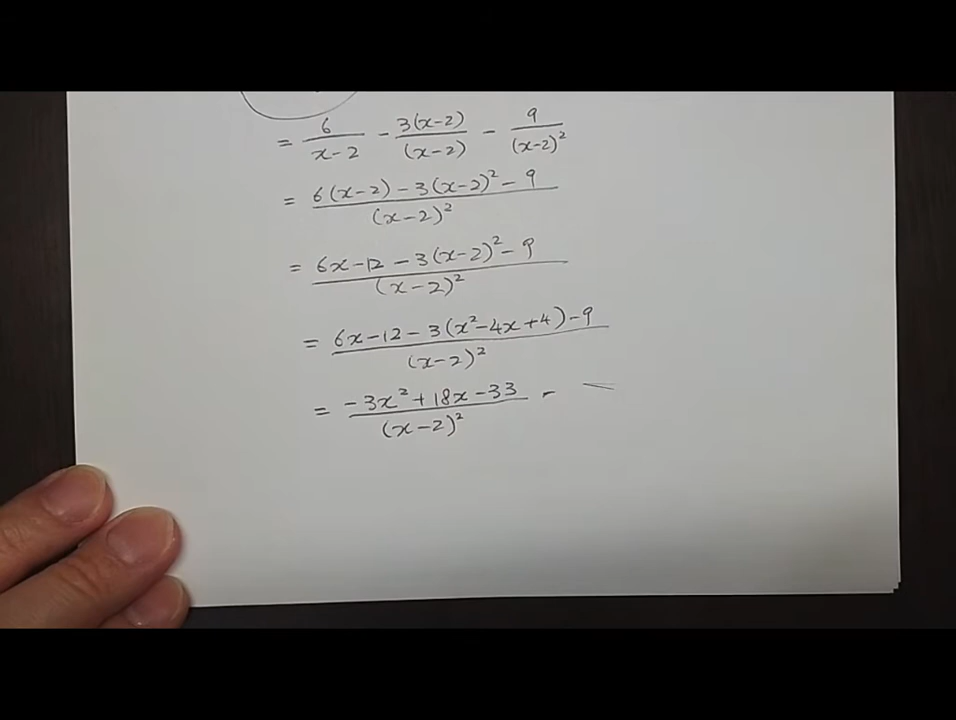 = 6/(x-2) - 3(x-2)/(x-2) - 9/(x-2)²
= (6(x-2) - 3(x-2)² - 9)/(x-2)²
= (6x-12 - 3(x-2)² - 9)/(x-2)²
= (6x-12-3(x²-4x+4)-9)/(x-2)²
= (-3x²+18x-33)/(x-2)² -